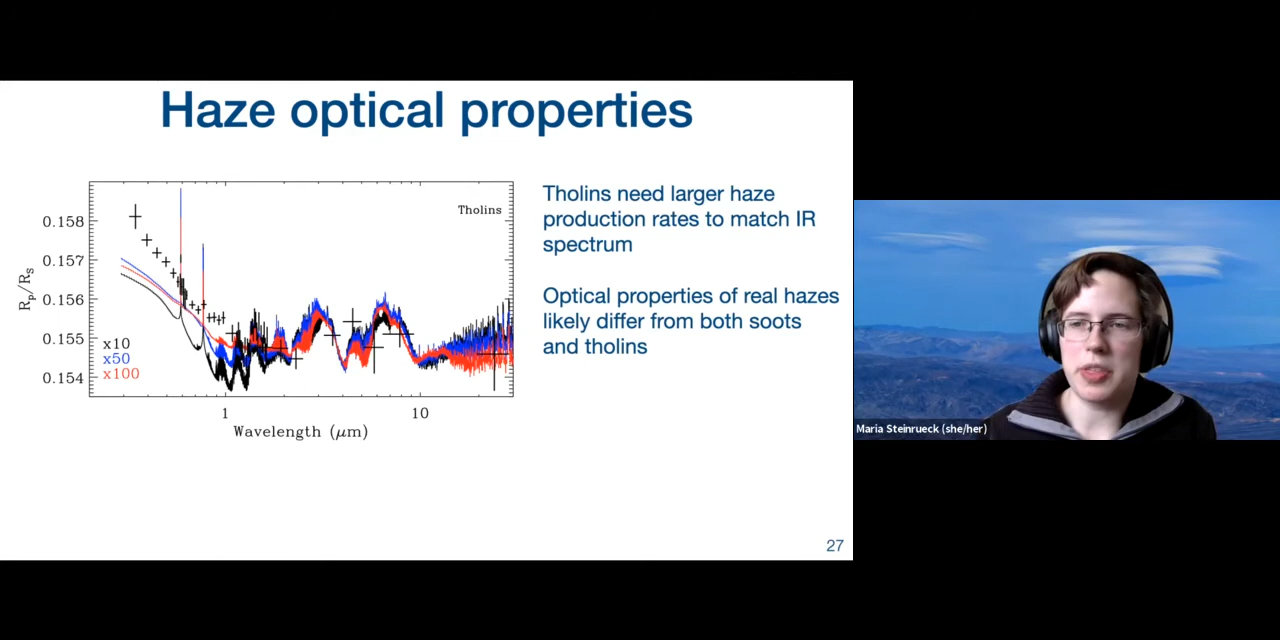 Haze optical properties
Tholins
0.158
0.157
0.156
0.155
0.154
Rp/RS
x10
x50
x100
1
10
Wavelength (μm)
Tholins need larger haze
production rates to match IR
spectrum
Optical properties of real hazes
likely differ from both soots
and tholins
27
Maria Steinrueck (she/her)